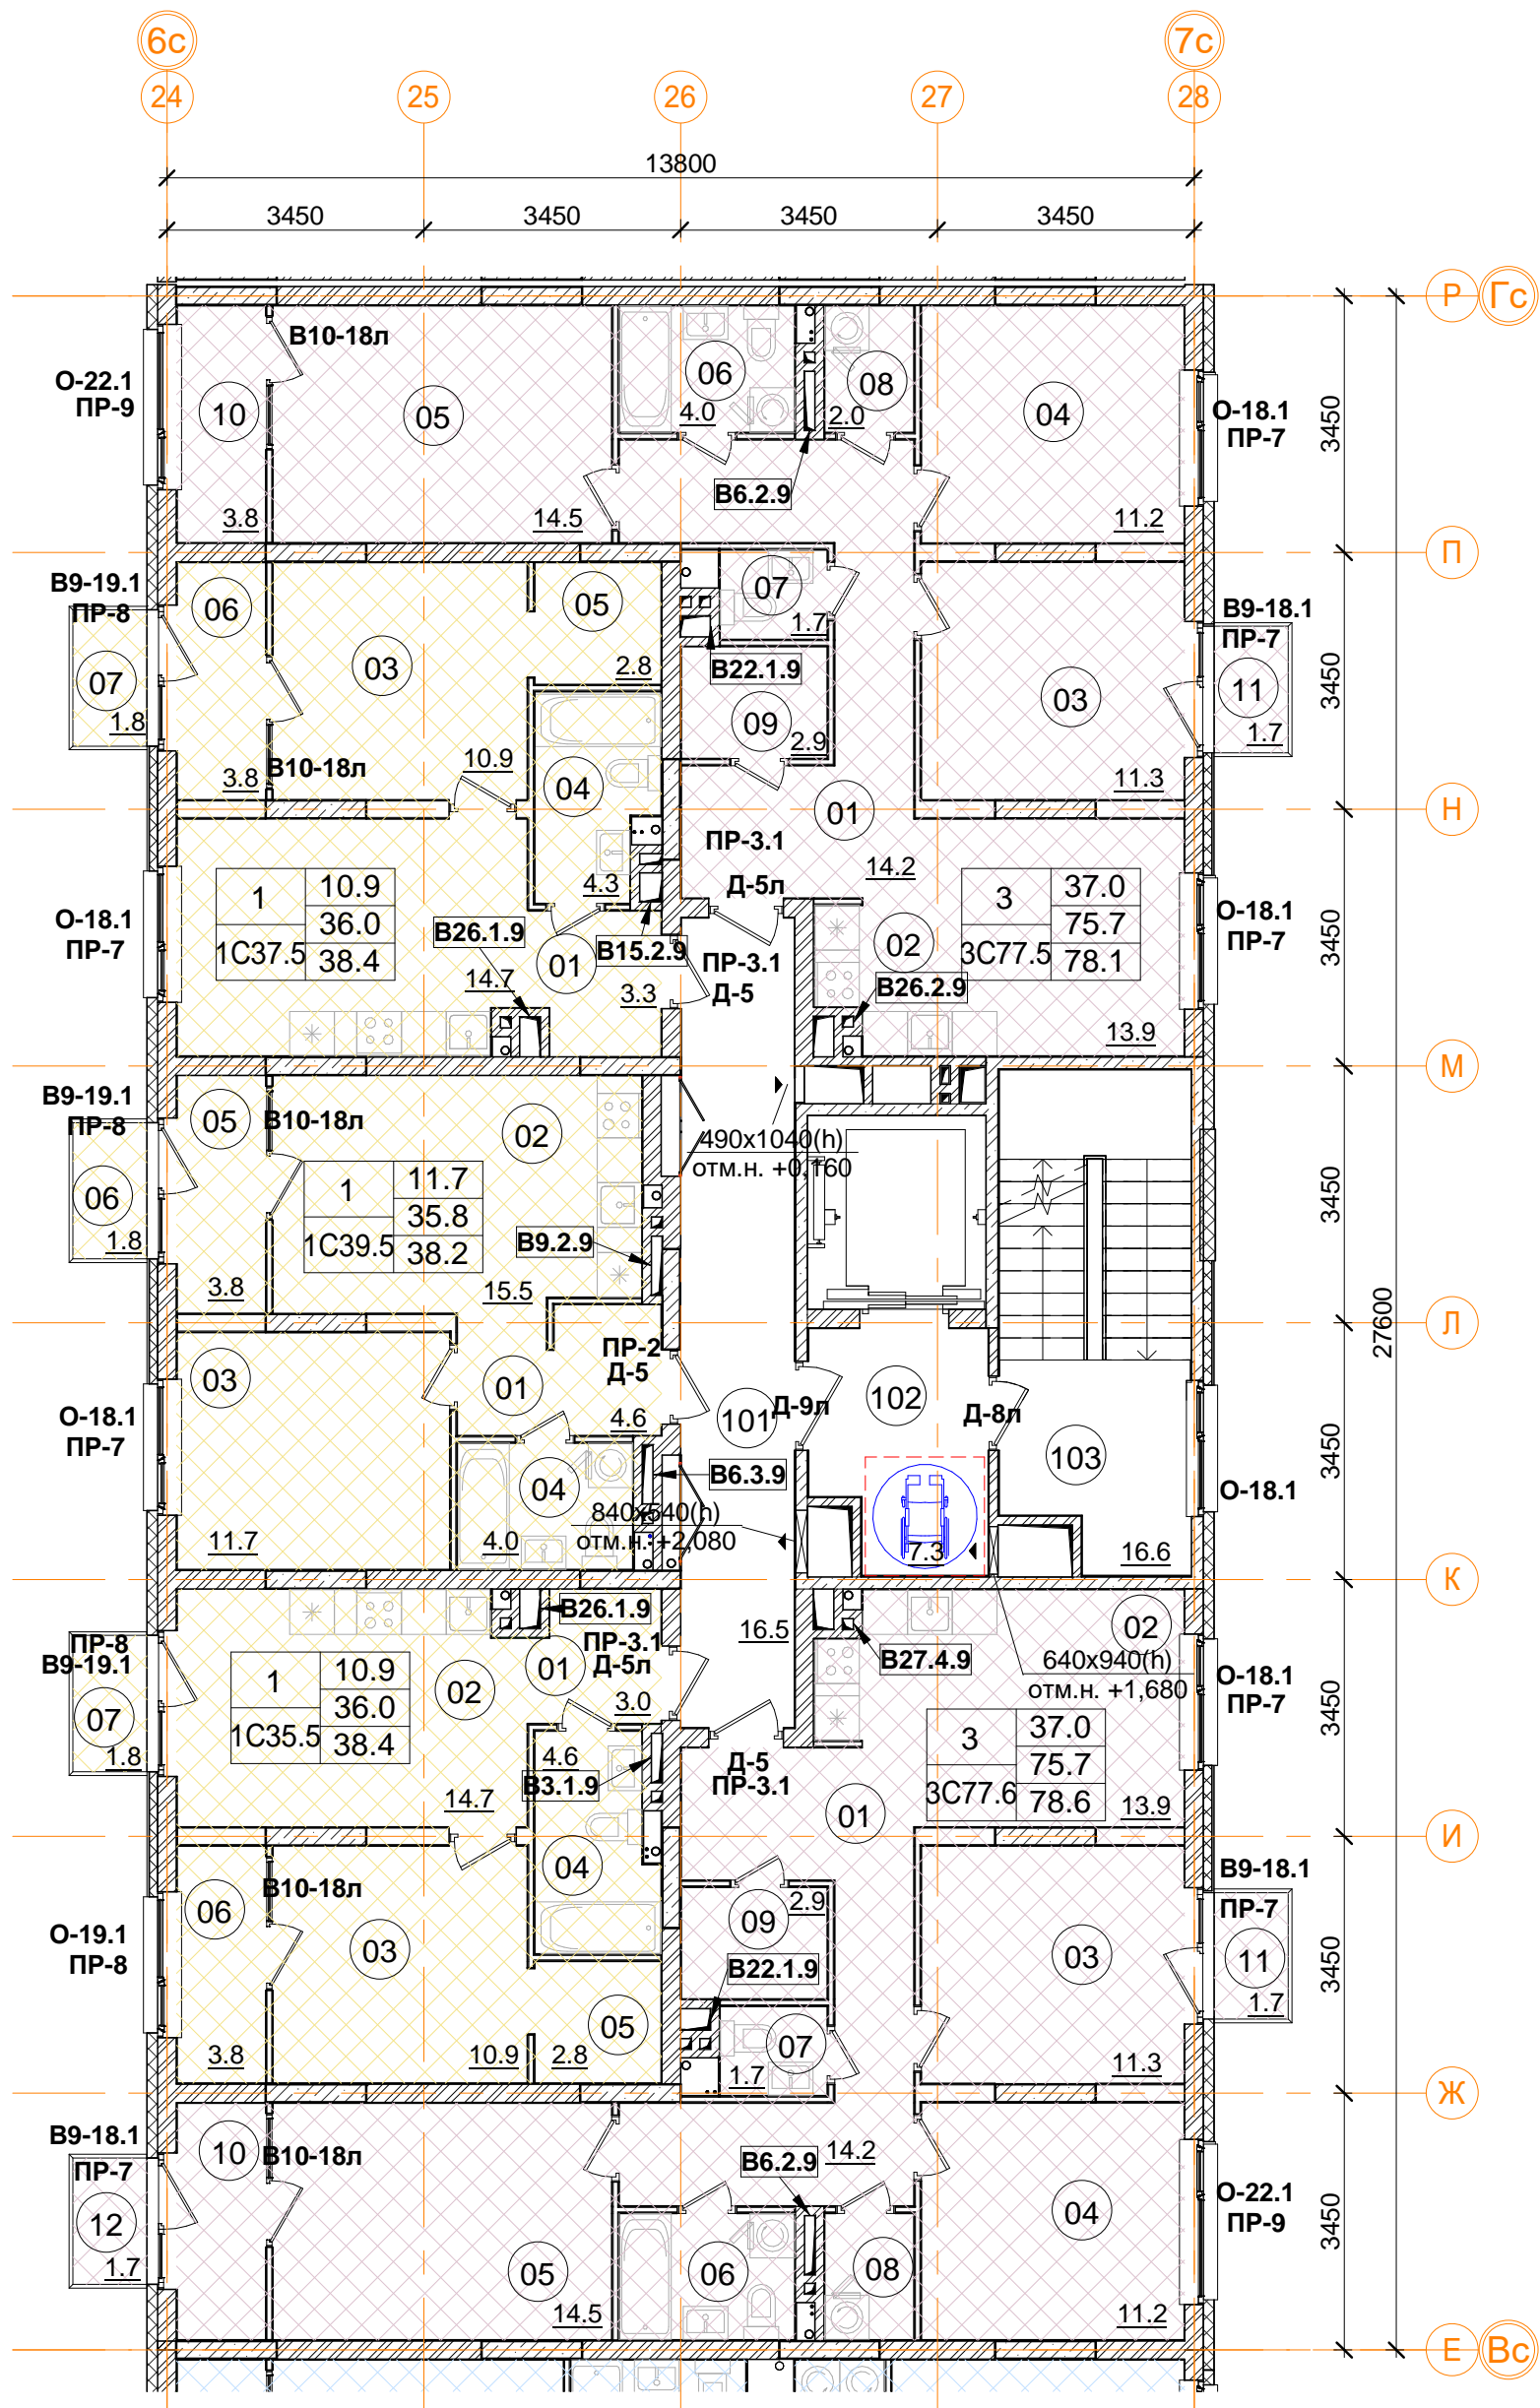 6с
7с
24
25
26
27
28
13800
3450
3450
3450
3450
Р
Гс
В10-18л
О-22.1
ПР-9
10
05
06
08
04
4.0
2.0
О-18.1
ПР-7
3450
В6.2.9
3.8
14.5
11.2
П
В9-19.1
ПР-8
06
05
07
1.7
В9-18.1
ПР-7
03
2.8
В22.1.9
07
1.8
03
11
1.7
3450
09
2.9
10.9
В10-18л
3.8
04
11.3
01
Н
ПР-3.1
14.2
Д-5л
4.3
1
10.9
36.0
1С37.5
38.4
3
37.0
75.7
3С77.5
78.1
О-18.1
ПР-7
О-18.1
ПР-7
3450
В26.1.9
В15.2.9
02
01
ПР-3.1
Д-5
14.7
3.3
В26.2.9
13.9
М
В9-19.1
ПР-8
05
В10-18л
02
490х1040(h)
отм.н. +0,160
1
11.7
35.8
1С39.5
38.2
06
1.8
3450
В9.2.9
3.8
15.5
Л
27600
ПР-2
Д-5
03
01
4.6
101
Д-9л
102
Д-8л
О-18.1
ПР-7
103
3450
В6.3.9
04
О-18.1
840х540(h)
отм.н. +2,080
11.7
4.0
7.3
16.6
К
В26.1.9
02
ПР-8
В9-19.1
ПР-3.1
Д-5л
16.5
01
02
3.0
В27.4.9
640х940(h)
отм.н. +1,680
О-18.1
ПР-7
1
10.9
36.0
1С35.5
38.4
07
1.8
3450
3
37.0
75.7
3С77.6
78.6
4.6
В3.1.9
Д-5
ПР-3.1
14.7
01
13.9
И
04
В10-18л
2.9
В9-18.1
ПР-7
06
03
О-19.1
ПР-8
09
03
11
1.7
3450
В22.1.9
05
07
3.8
10.9
2.8
1.7
11.3
Ж
В9-18.1
ПР-7
10
В10-18л
14.2
В6.2.9
О-22.1
ПР-9
12
1.7
04
3450
05
06
08
14.5
11.2
Е
Вс